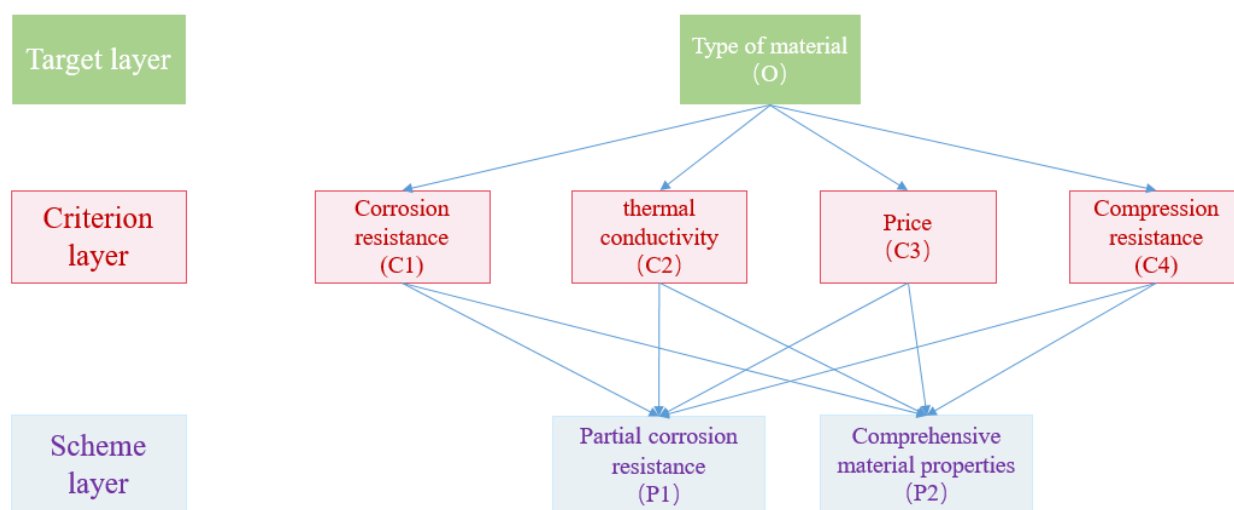 Target layer
Type of material
（O）
Criterion
layer
Corrosion
resistance
(C1)
thermal
conductivity
（C2）
Price
（C3）
Compression
resistance
(C4)
Scheme
layer
Partial corrosion
resistance
（P1）
Comprehensive
material properties
（P2）